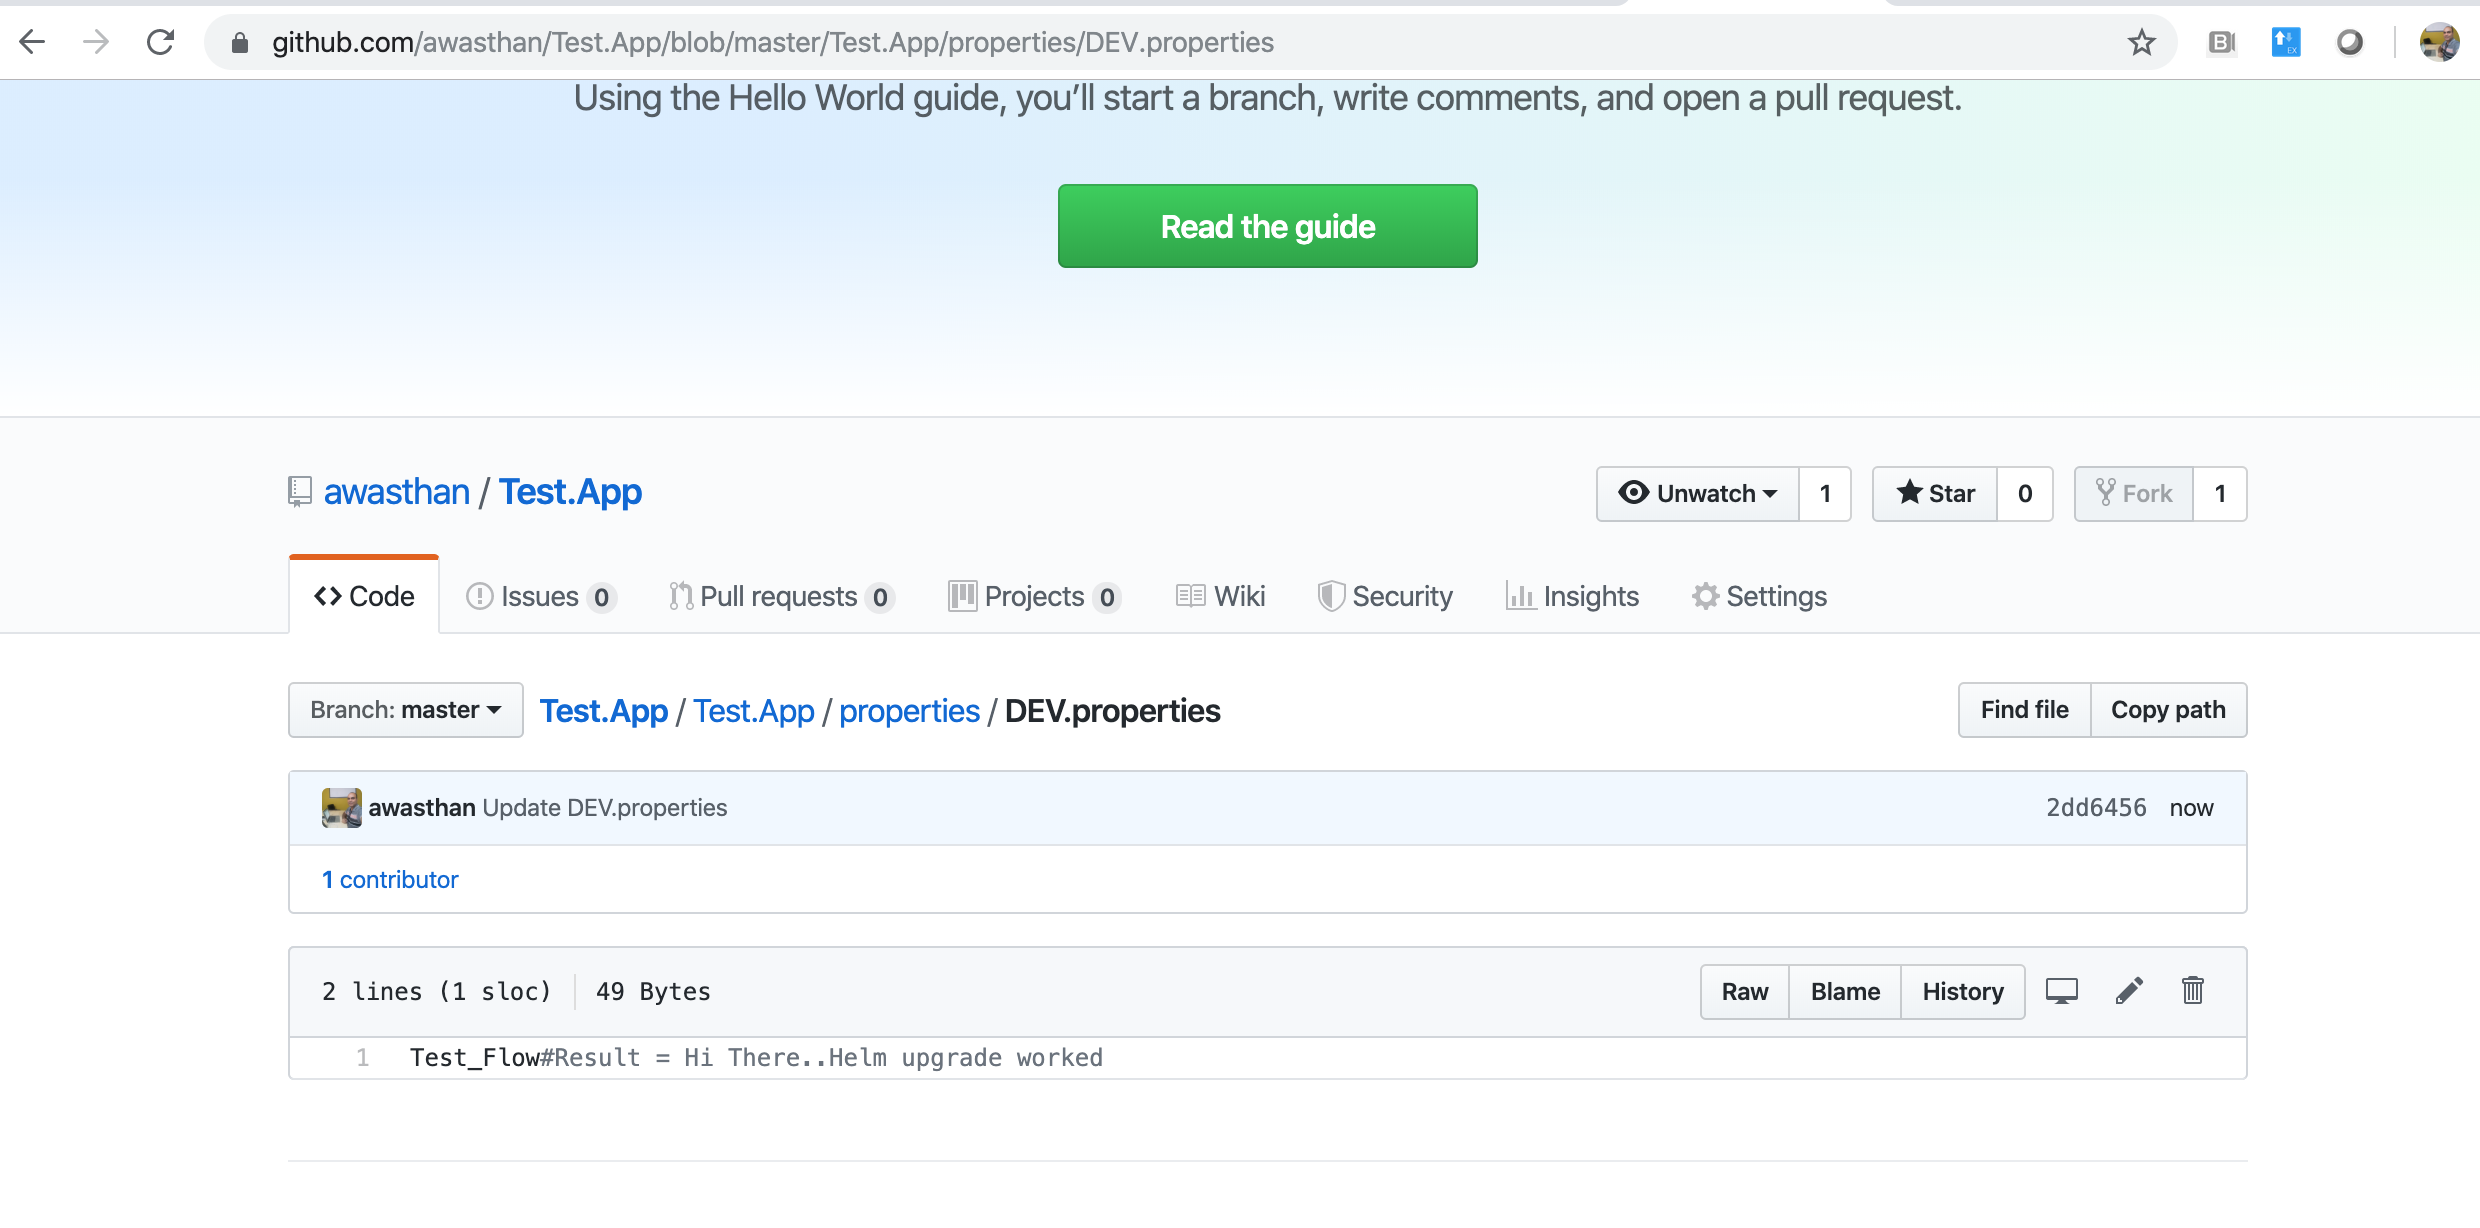 github.com/awasthan/Test.App/blob/master/Test.App/properties/DEV.properties
Using the Hello World guide, you’ll start a branch, write comments, and open a pull request.
Read the guide
awasthan / Test.App
Unwatch 1 Star 0 Fork 1
Code Issues 0 Pull requests 0 Projects 0 Wiki Security Insights Settings
Branch: master Test.App / Test.App / properties / DEV.properties Find file Copy path
awasthan Update DEV.properties 2dd6456 now
1 contributor
2 lines (1 sloc) 49 Bytes Raw Blame History
1 Test_Flow#Result = Hi There..Helm upgrade worked